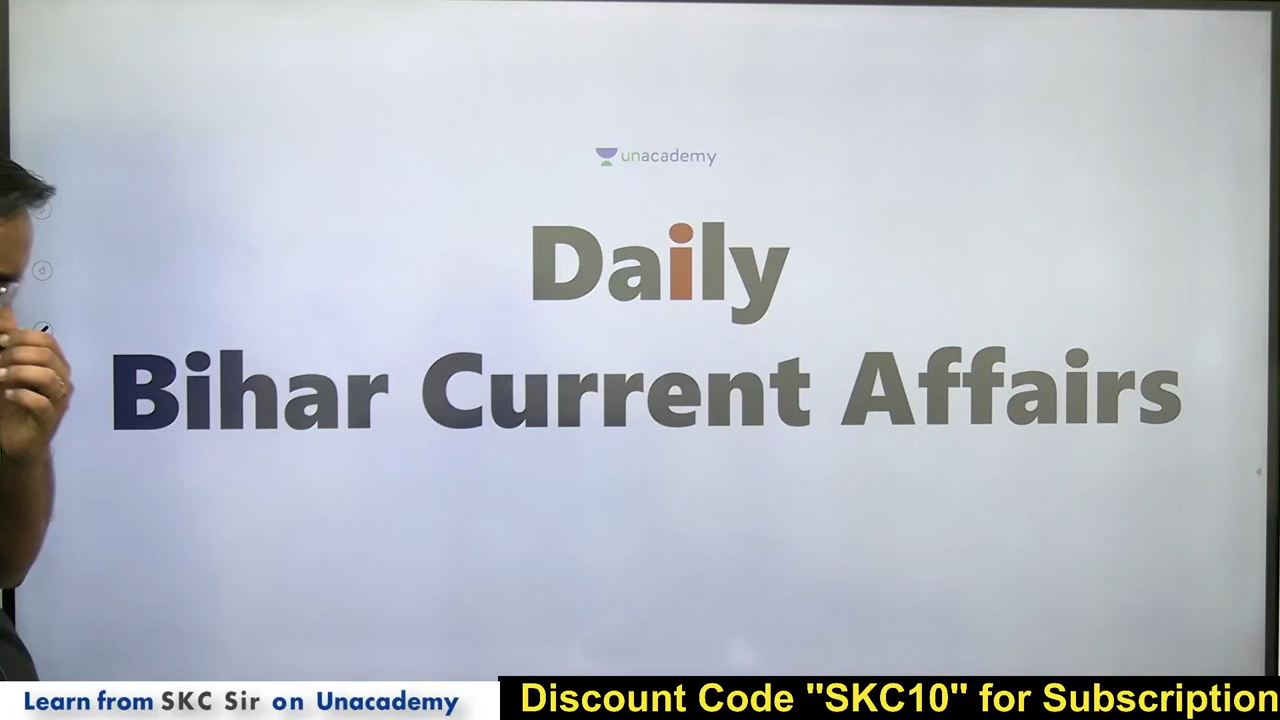 unacademy
Daily
Bihar Current Affairs
Learn from SKC Sir on Unacademy
Discount Code "SKC10" for Subscription